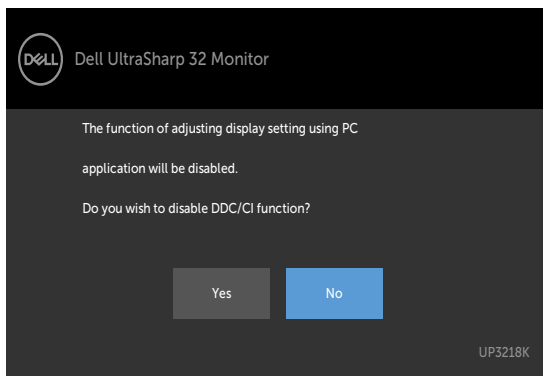 DELL
Dell UltraSharp 32 Monitor
The function of adjusting display setting using PC
application will be disabled.
Do you wish to disable DDC/CI function?
Yes
No
UP3218K